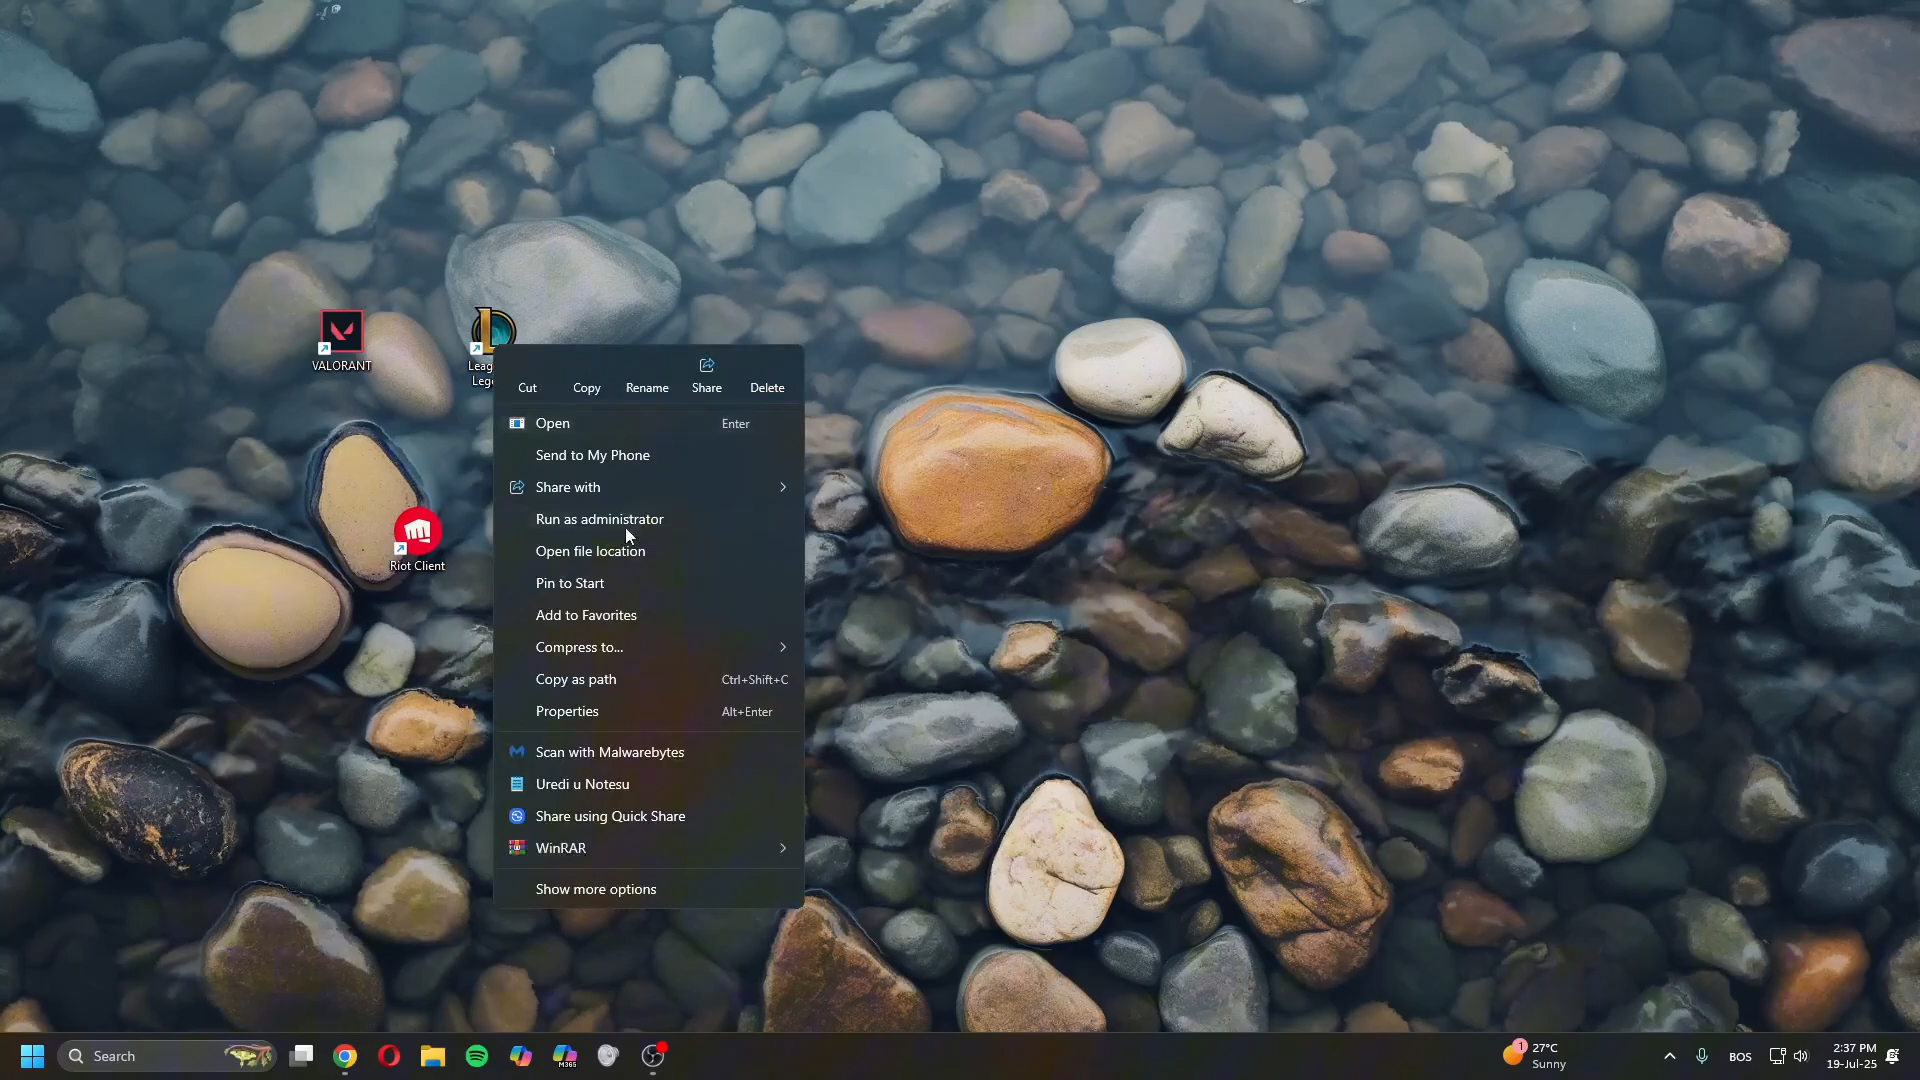 VALORANT
Leag
Lege
Riot Client
Cut
Copy
Rename
Share
Delete
Open Enter
Send to My Phone
Share with
Run as administrator
Open file location
Pin to Start
Add to Favorites
Compress to...
Copy as path Ctrl+Shift+C
Properties Alt+Enter
Scan with Malwarebytes
Uredi u Notesu
Share using Quick Share
WinRAR
Show more options
Search
M365
1
27°C
Sunny
BOS
2:37 PM
19-Jul-25